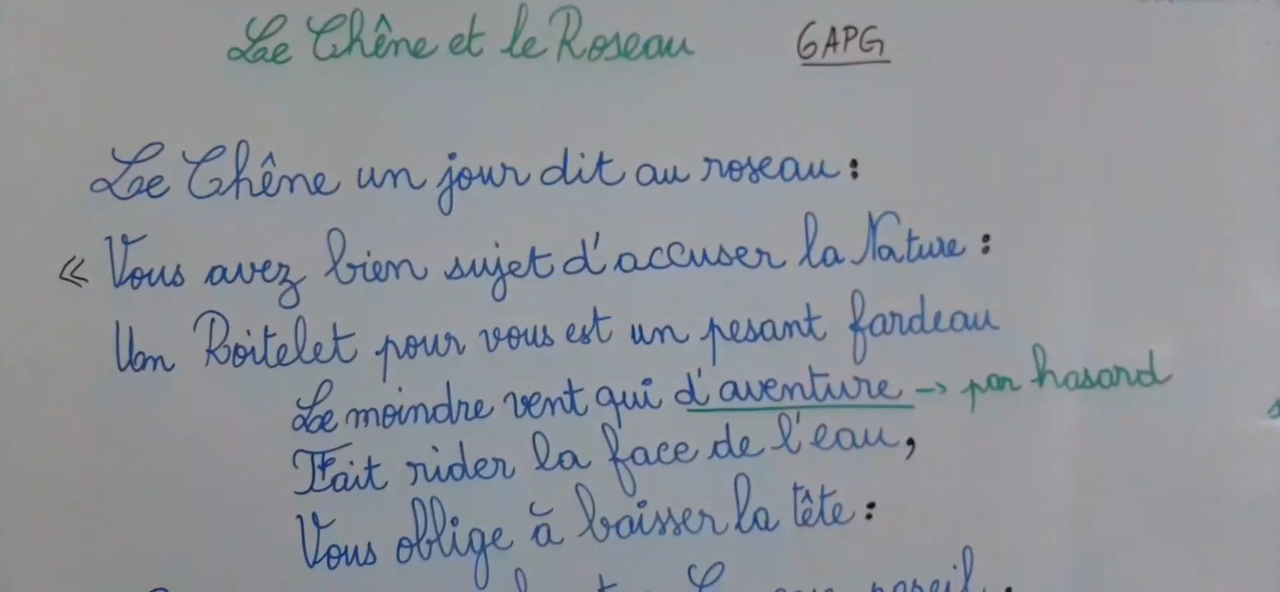 Le Chêne et le Roseau 6APG
Le Chêne un jour dit au roseau :
« Vous avez bien sujet d'accuser la Nature :
Un Roitelet pour vous est un pesant fardeau
Le moindre vent qui d'aventure → par hasard
Fait rider la face de l'eau,
Vous oblige à baisser la tête :
pareil